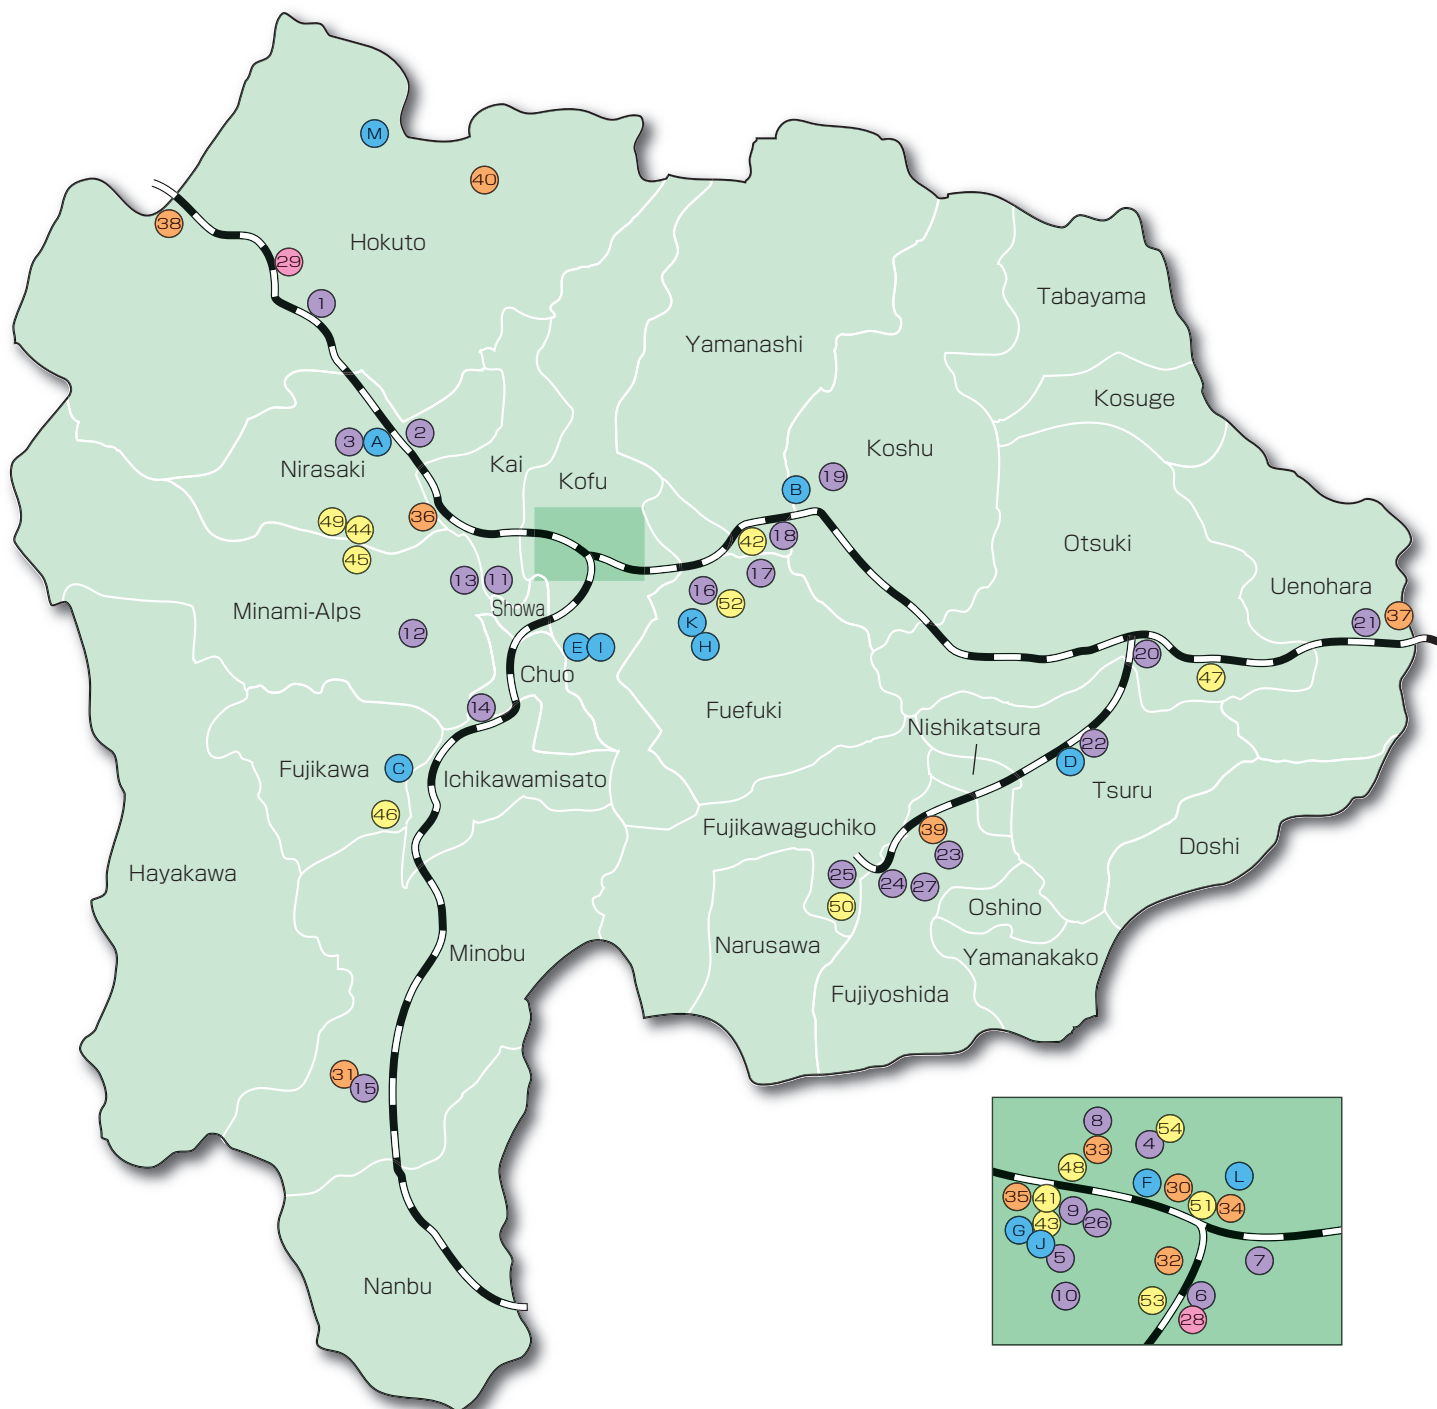 M
40
38
Hokuto
29
1
Tabayama
Yamanashi
Kosuge
3
A
2
Nirasaki
Kai
Kofu
Koshu
B
19
49
44
36
45
42
18
Otsuki
13
11
Showa
17
16
52
Uenohara
21
37
Minami-Alps
12
K
H
E
I
Chuo
20
47
14
Fuefuki
Nishikatsura
22
D
Fujikawa
C
Ichikawamisato
Tsuru
46
Fujikawaguchiko
39
Doshi
Hayakawa
23
25
24
27
50
Oshino
Narusawa
Minobu
Yamanakako
Fujiyoshida
31
15
Nanbu
8
54
33
4
48
F
30
L
35
41
51
34
9
26
G
43
J
5
32
7
10
53
6
28